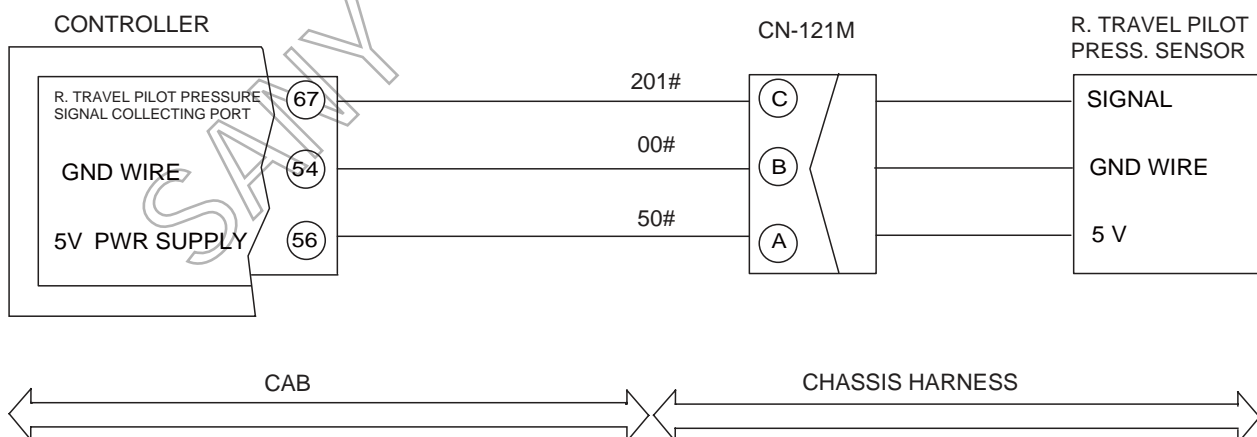 CONTROLLER
CN-121M
R. TRAVEL PILOT
PRESS. SENSOR
R. TRAVEL PILOT PRESSURE
SIGNAL COLLECTING PORT
67
201#
C
SIGNAL
GND WIRE
54
00#
B
GND WIRE
5V PWR SUPPLY
56
50#
A
5 V
SANY
CAB
CHASSIS HARNESS